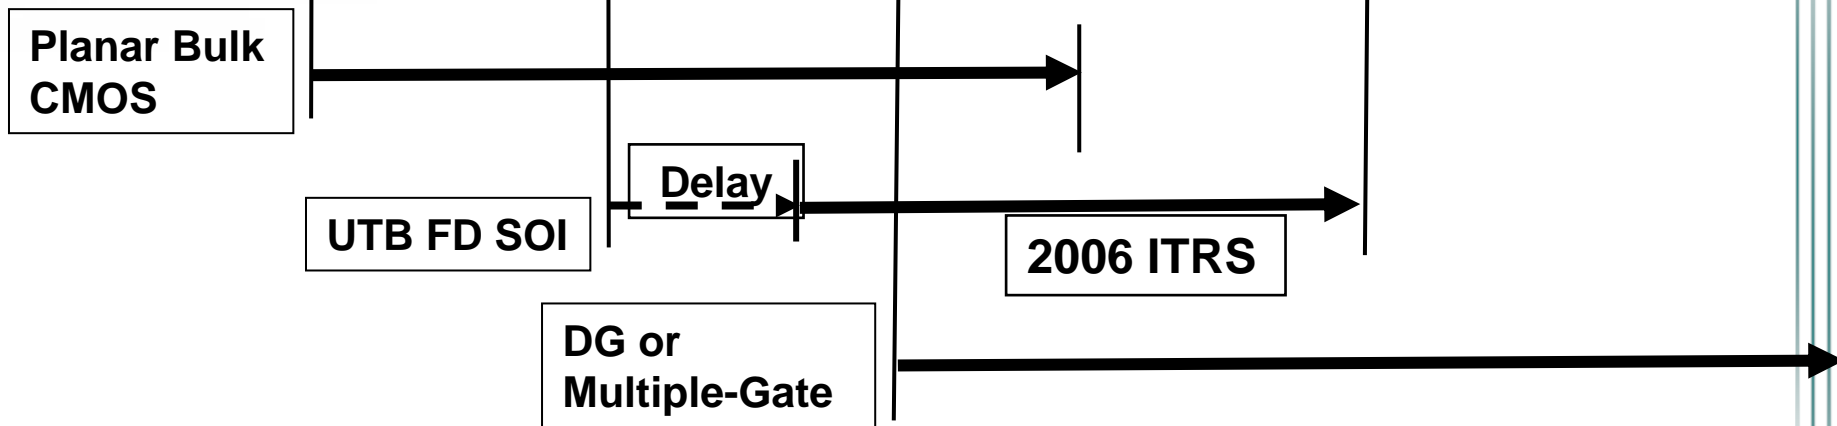 Planar Bulk
CMOS
Delay
UTB FD SOI
2006 ITRS
DG or
Multiple-Gate